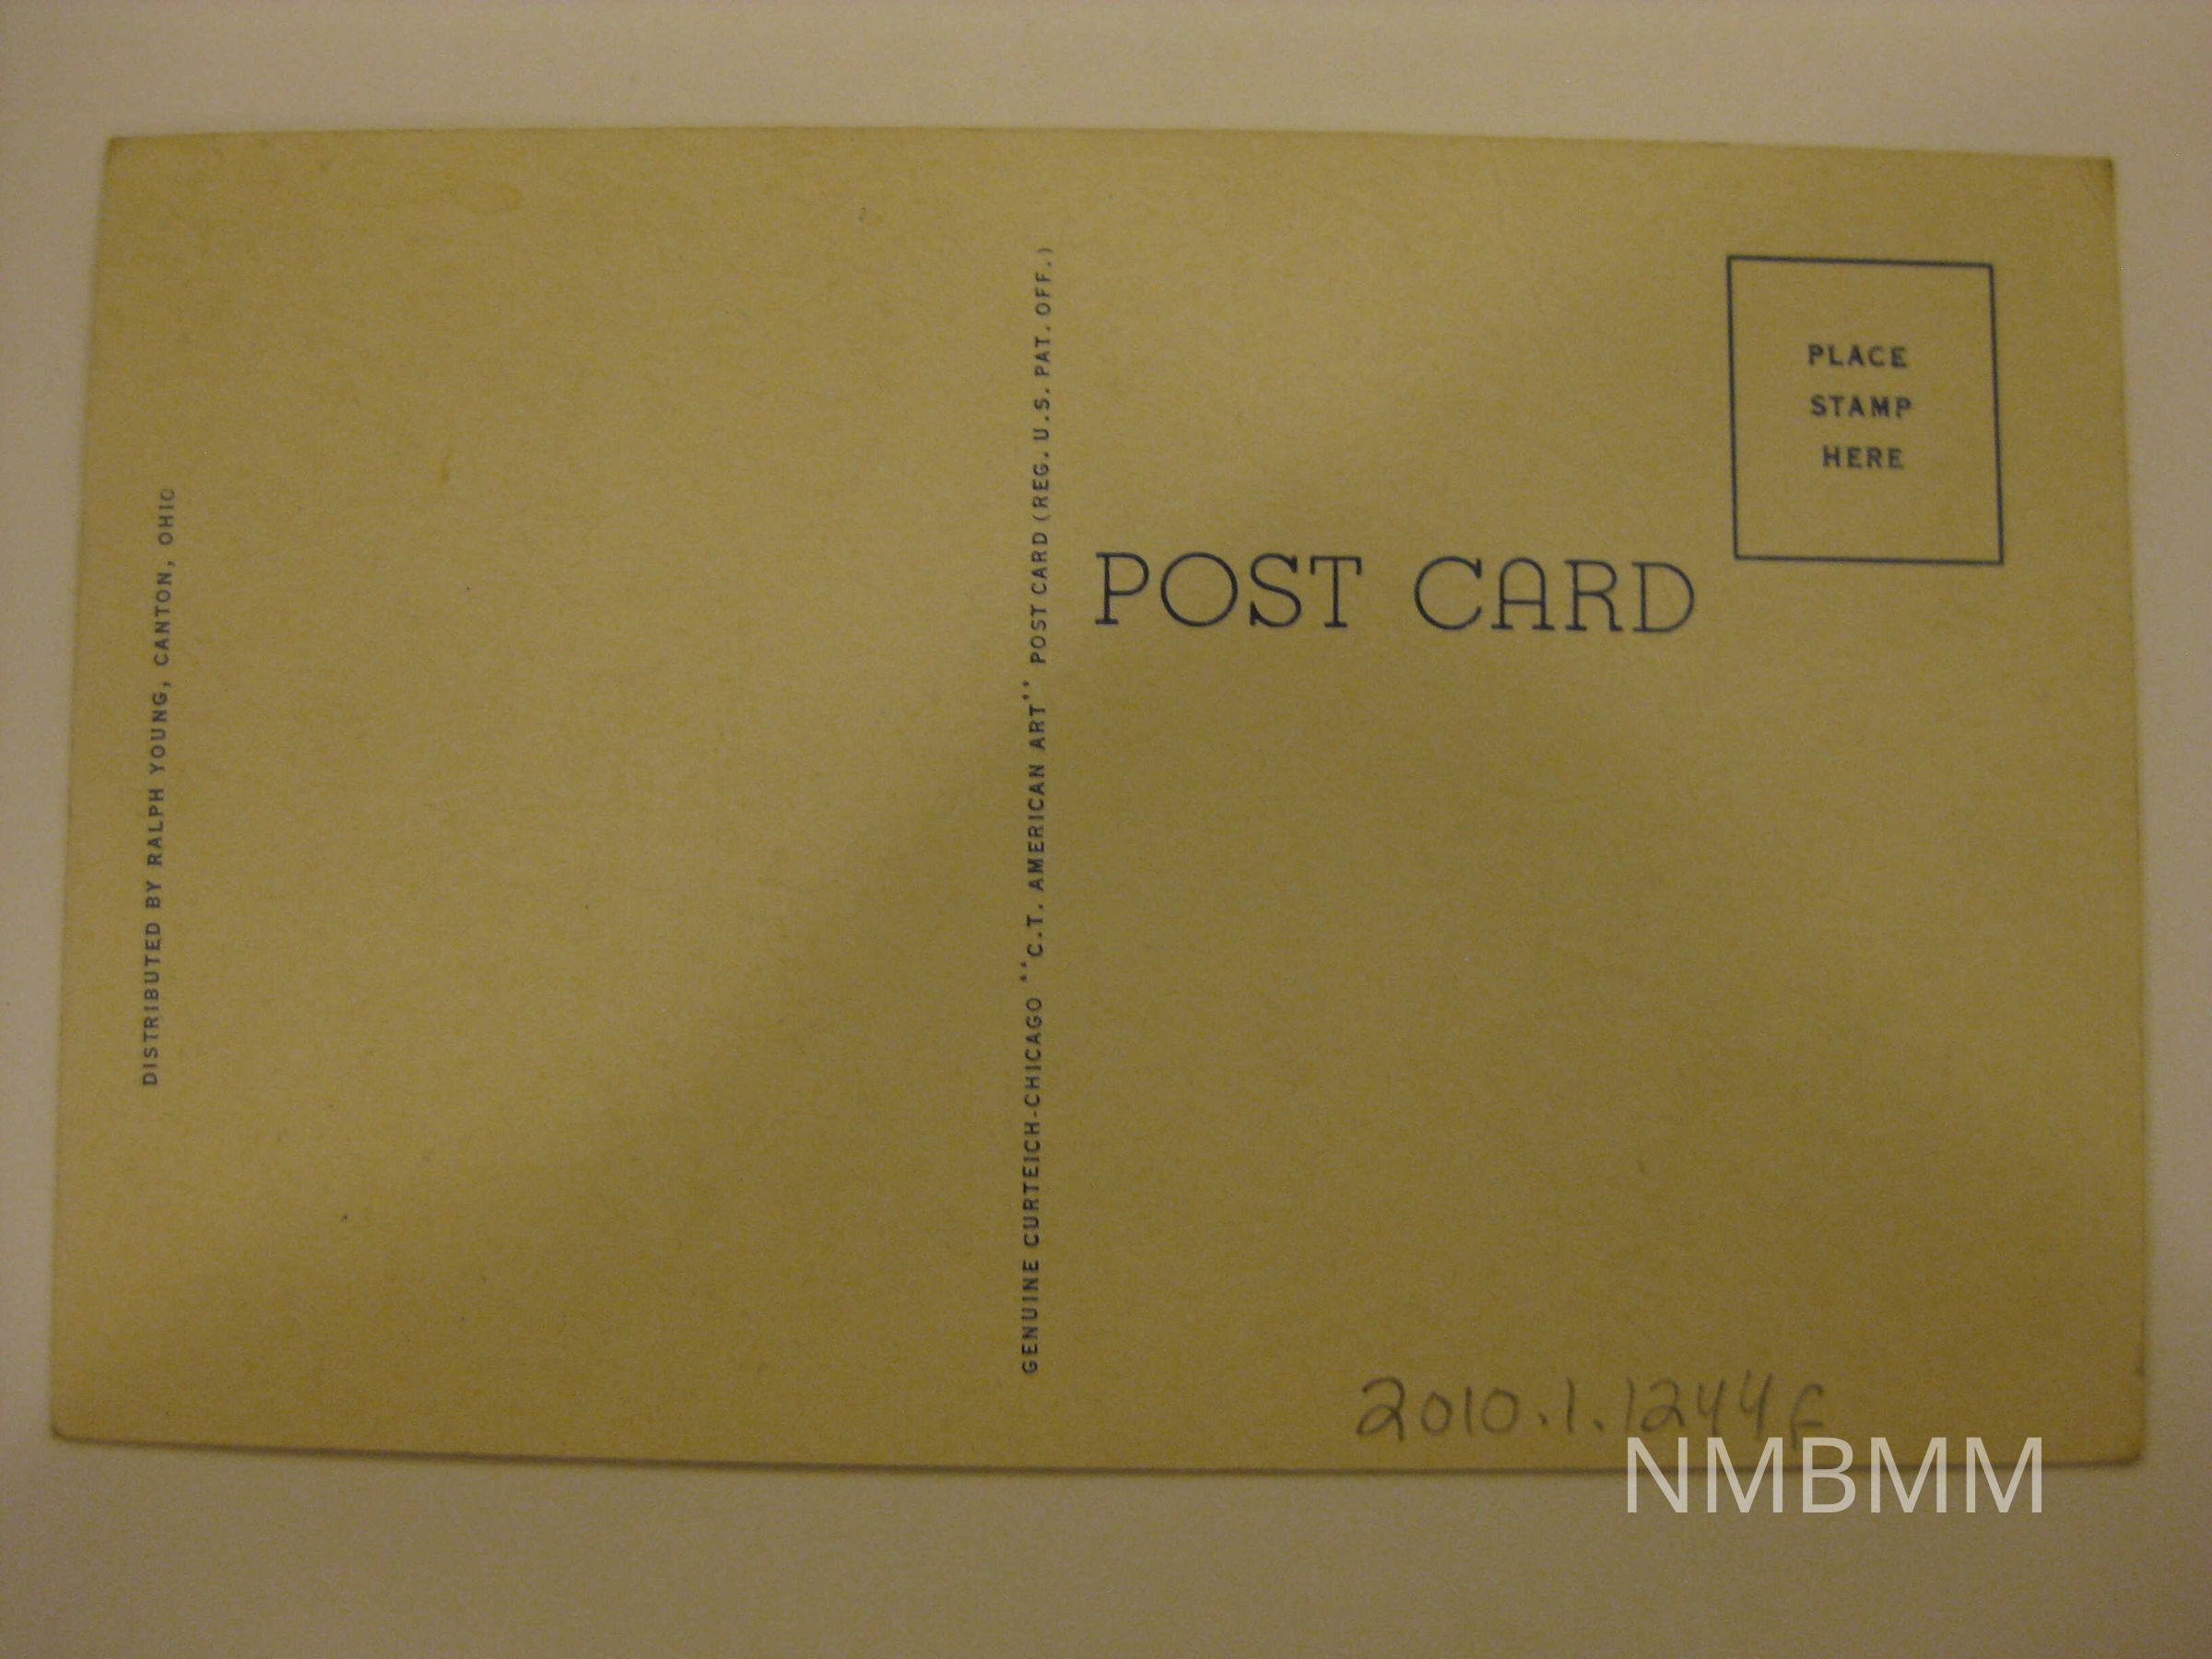 DISTRIBUTED BY RALPH YOUNG, CANTON, OHIO
GENUINE CURTEICH-CHICAGO "C.T. AMERICAN ART" POST CARD (REG. U.S. PAT. OFF.)
PLACE
STAMP
HERE
POST CARD
2010.1.1244f
NMBMM